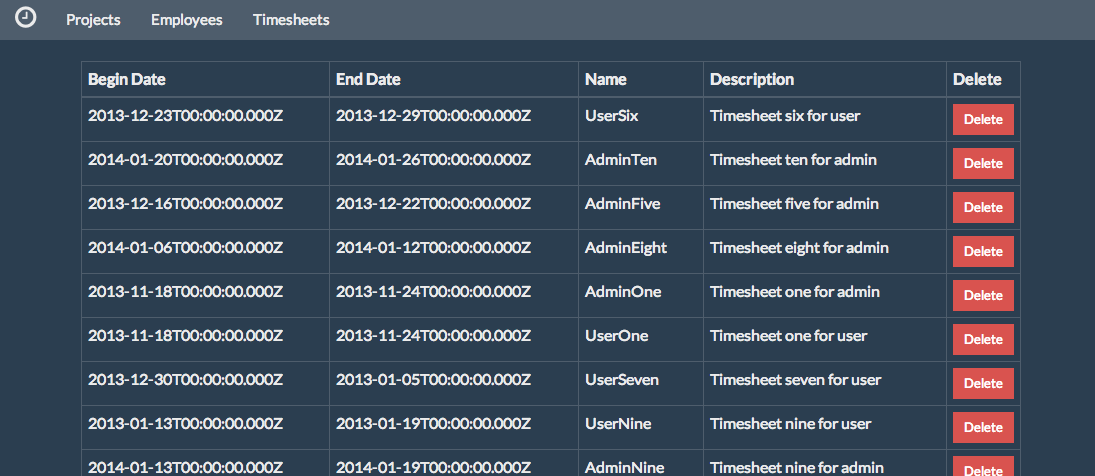 Projects Employees Timesheets
Begin Date End Date Name Description Delete
2013-12-23T00:00:00.000Z 2013-12-29T00:00:00.000Z UserSix Timesheet six for user Delete
2014-01-20T00:00:00.000Z 2014-01-26T00:00:00.000Z AdminTen Timesheet ten for admin Delete
2013-12-16T00:00:00.000Z 2013-12-22T00:00:00.000Z AdminFive Timesheet five for admin Delete
2014-01-06T00:00:00.000Z 2014-01-12T00:00:00.000Z AdminEight Timesheet eight for admin Delete
2013-11-18T00:00:00.000Z 2013-11-24T00:00:00.000Z AdminOne Timesheet one for admin Delete
2013-11-18T00:00:00.000Z 2013-11-24T00:00:00.000Z UserOne Timesheet one for user Delete
2013-12-30T00:00:00.000Z 2013-01-05T00:00:00.000Z UserSeven Timesheet seven for user Delete
2013-01-13T00:00:00.000Z 2013-01-19T00:00:00.000Z UserNine Timesheet nine for user Delete
2014-01-13T00:00:00.000Z 2014-01-19T00:00:00.000Z AdminNine Timesheet nine for admin Delete